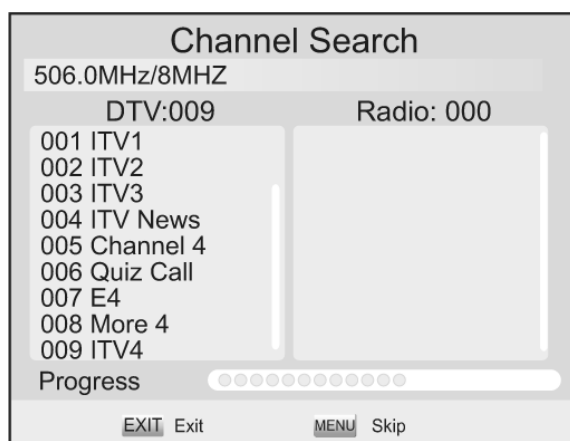 Channel Search
506.0MHz/8MHZ
DTV:009 Radio: 000
001 ITV1
002 ITV2
003 ITV3
004 ITV News
005 Channel 4
006 Quiz Call
007 E4
008 More 4
009 ITV4
Progress
EXIT Exit MENU Skip